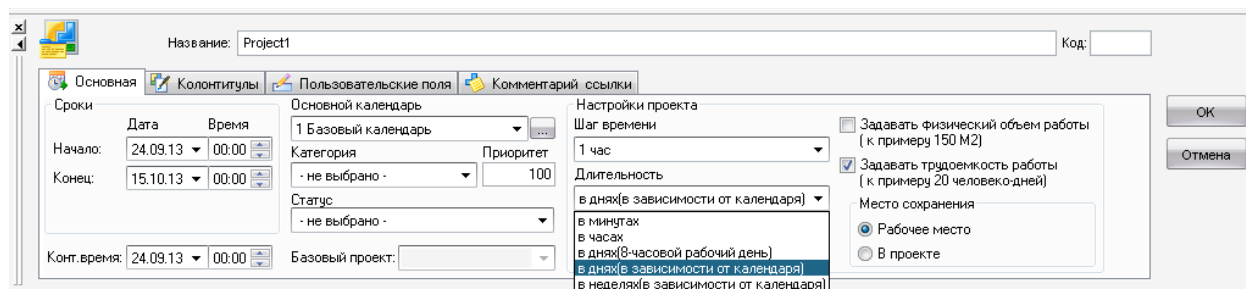 Название: Project1 Код:
Основная Колонтитулы Пользовательские поля Комментарий ссылки
Сроки
Дата Время
Начало: 24.09.13 00:00
Конец: 15.10.13 00:00
Конт.время: 24.09.13 00:00
Основной календарь
1 Базовый календарь ...
Категория Приоритет
- не выбрано - 100
Статус
- не выбрано -
Базовый проект:
Настройки проекта
Шаг времени
1 час
Длительность
в днях(в зависимости от календаря)
в минутах
в часах
в днях(8-часовой рабочий день)
в днях(в зависимости от календаря)
в неделях(в зависимости от календаря)
Задавать физический объем работы
( к примеру 150 М2)
Задавать трудоемкость работы
( к примеру 20 человеко-дней)
Место сохранения
Рабочее место
В проекте
OK
Отмена